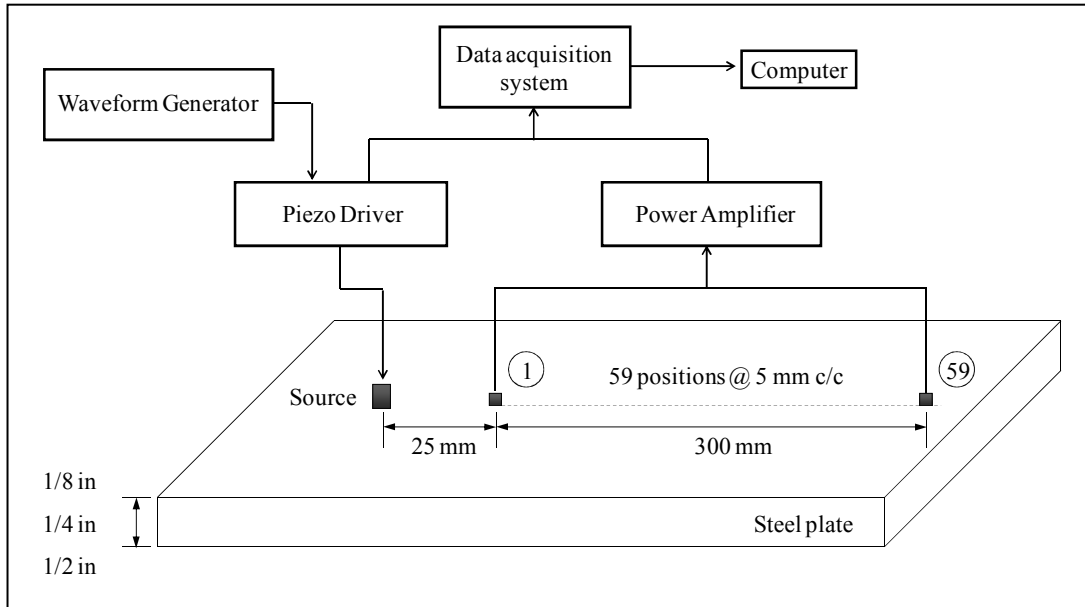 Data acquisition
system
Computer
Waveform Generator
Piezo Driver
Power Amplifier
1
59 positions @ 5 mm c/c
59
Source
25 mm
300 mm
1/8 in
1/4 in
Steel plate
1/2 in